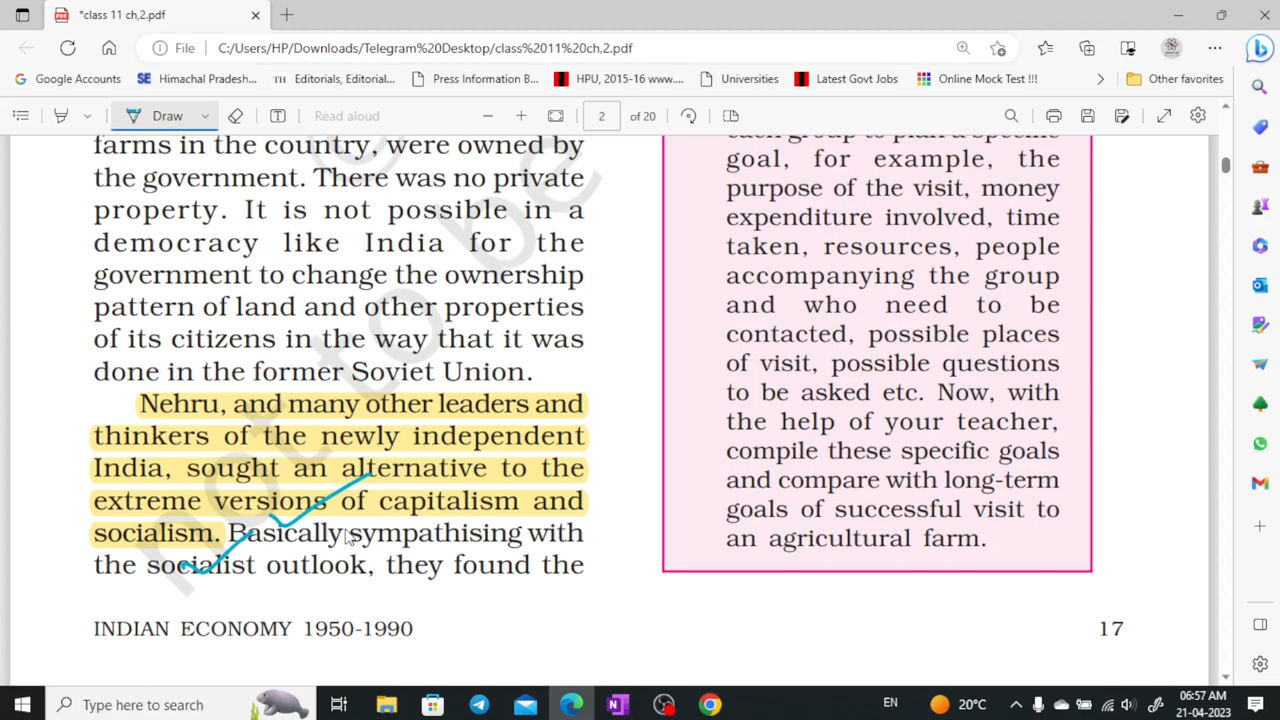 *class 11 ch,2.pdf
File C:/Users/HP/Downloads/Telegram%20Desktop/class%2011%20ch,2.pdf
Google Accounts SE Himachal Pradesh... TH Editorials, Editorial... Press Information B... HPU, 2015-16 www.... Universities Latest Govt Jobs Online Mock Test !!! Other favorites
Draw Read aloud 2 of 20
farms in the country, were owned by
the government. There was no private
property. It is not possible in a
democracy like India for the
government to change the ownership
pattern of land and other properties
of its citizens in the way that it was
done in the former Soviet Union.
Nehru, and many other leaders and
thinkers of the newly independent
India, sought an alternative to the
extreme versions of capitalism and
socialism. Basically sympathising with
the socialist outlook, they found the
each group to plan a specific
goal, for example, the
purpose of the visit, money
expenditure involved, time
taken, resources, people
accompanying the group
and who need to be
contacted, possible places
of visit, possible questions
to be asked etc. Now, with
the help of your teacher,
compile these specific goals
and compare with long-term
goals of successful visit to
an agricultural farm.
not to be
INDIAN ECONOMY 1950-1990 17
Type here to search EN 20°C 06:57 AM
21-04-2023